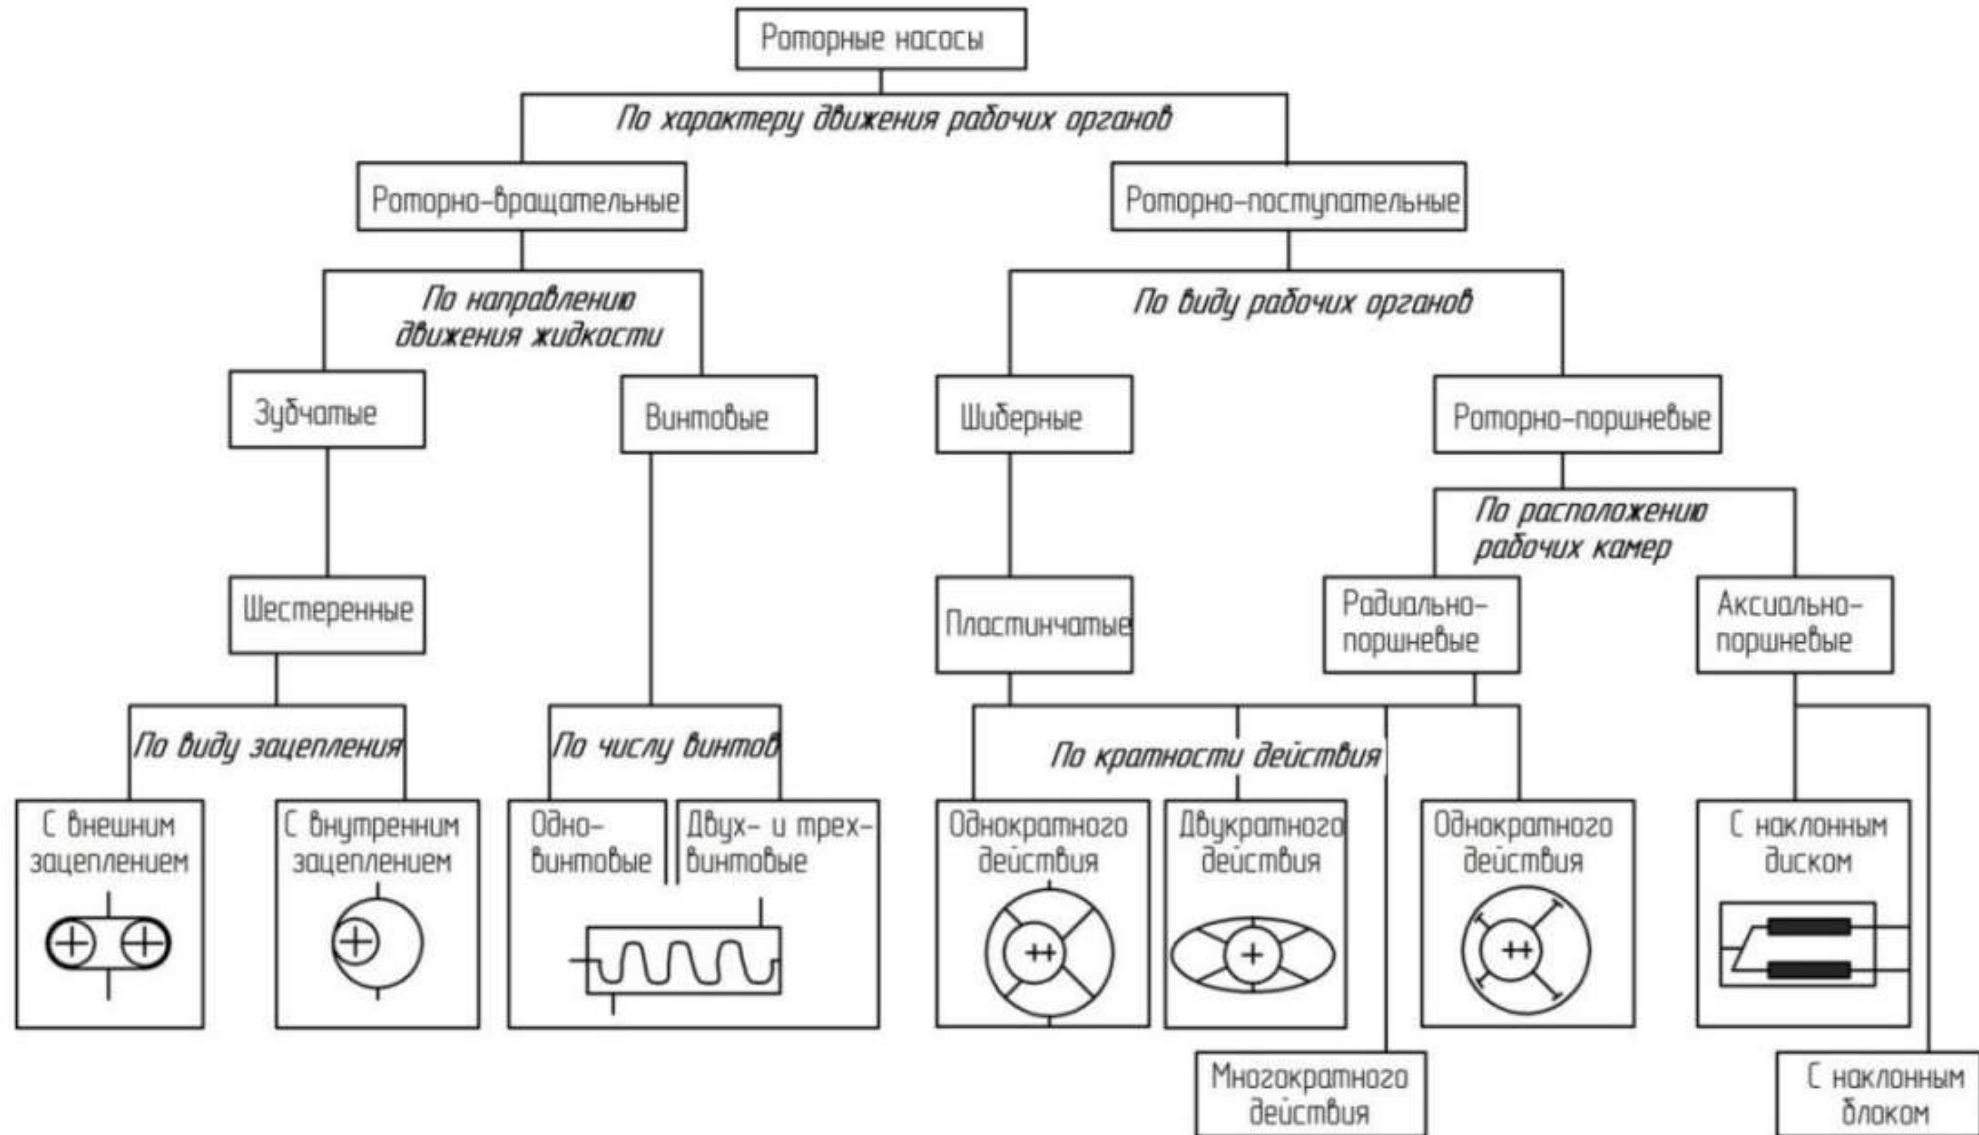 Роторные насосы
По характеру движения рабочих органов
Роторно-вращательные
Роторно-поступательные
По направлению
движения жидкости
По виду рабочих органов
Зубчатые
Винтовые
Шиберные
Роторно-поршневые
По расположению
рабочих камер
Шестеренные
Пластинчатые
Радиально-
поршневые
Аксиально-
поршневые
По виду зацепления
По числу винтов
По кратности действия
С внешним
зацеплением
С внутренним
зацеплением
Одно-
винтовые
Двух- и трех-
винтовые
Однократного
действия
Двукратного
действия
Однократного
действия
С наклонным
диском
Многократного
действия
С наклонным
блоком